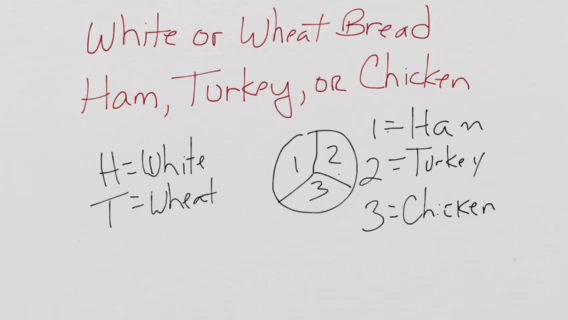 White or Wheat Bread
Ham, Turkey, or Chicken
H=White
T=Wheat
1 2
3
1=Ham
2=Turkey
3=Chicken